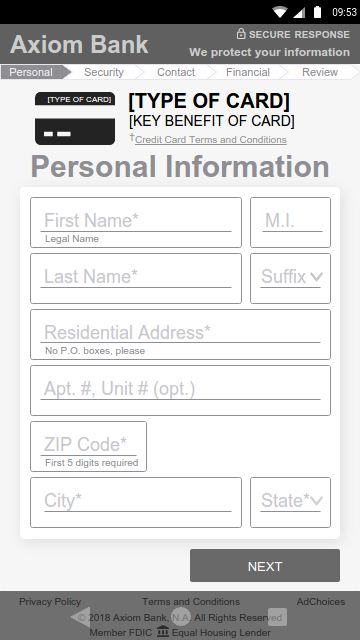 09:53
Axiom Bank
SECURE RESPONSE
We protect your information
Personal
Security
Contact
Financial
Review
[TYPE OF CARD]
[TYPE OF CARD]
[KEY BENEFIT OF CARD]
†Credit Card Terms and Conditions
Personal Information
First Name*
Legal Name
M.I.
Last Name*
Suffix
Residential Address*
No P.O. boxes, please
Apt. #, Unit # (opt.)
ZIP Code*
First 5 digits required
City*
State*
NEXT
Privacy Policy
Terms and Conditions
AdChoices
© 2018 Axiom Bank, N.A. All Rights Reserved
Member FDIC Equal Housing Lender